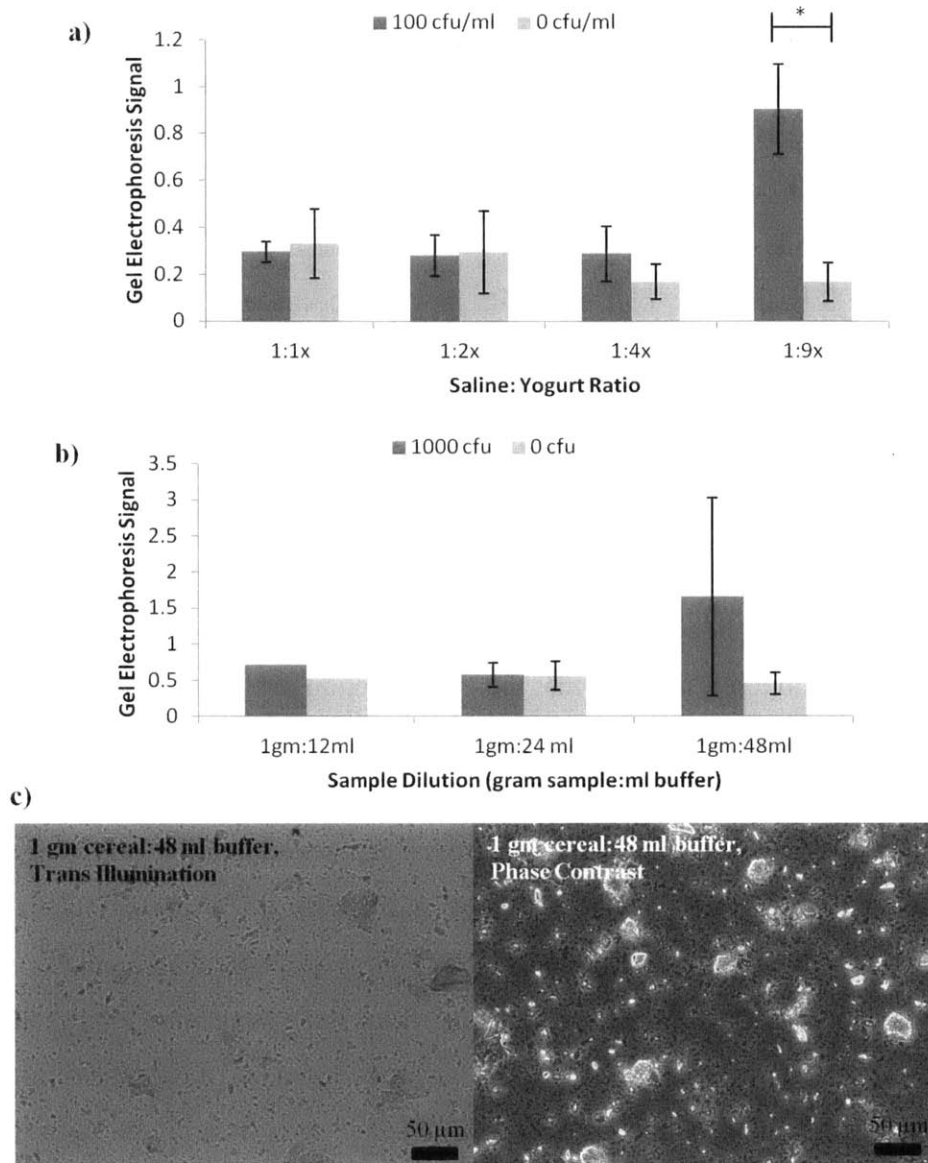 a)
100 cfu/ml 0 cfu/ml
*
Gel Electrophoresis Signal
1.2
1
0.8
0.6
0.4
0.2
0
1:1x 1:2x 1:4x 1:9x
Saline: Yogurt Ratio
b)
1000 cfu 0 cfu
Gel Electrophoresis Signal
3.5
3
2.5
2
1.5
1
0.5
0
1gm:12ml 1gm:24 ml 1gm:48ml
Sample Dilution (gram sample:ml buffer)
c)
1 gm cereal:48 ml buffer,
Trans Illumination
50 µm
1 gm cereal:48 ml buffer,
Phase Contrast
50 µm